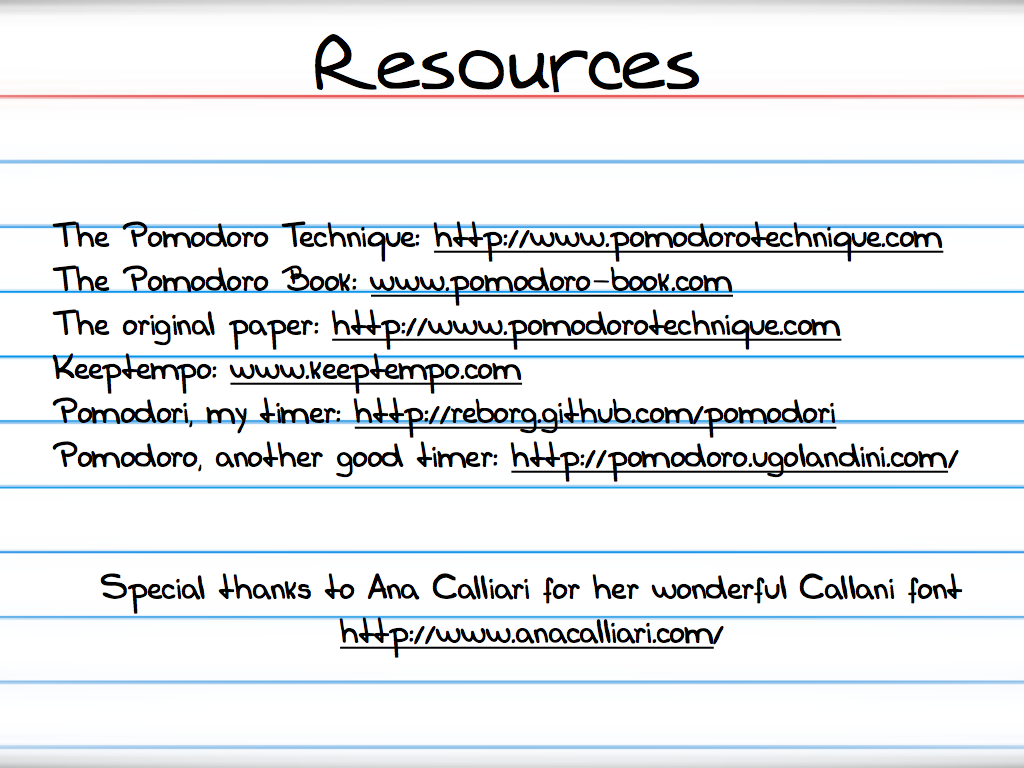 Resources
The Pomodoro Technique: http://www.pomodorotechnique.com
The Pomodoro Book: www.pomodoro-book.com
The original paper: http://www.pomodorotechnique.com
Keeptempo: www.keeptempo.com
Pomodori, my timer: http://reborg.github.com/pomodori
Pomodoro, another good timer: http://pomodoro.ugolandini.com/
Special thanks to Ana Calliari for her wonderful Callani font
http://www.anacalliari.com/